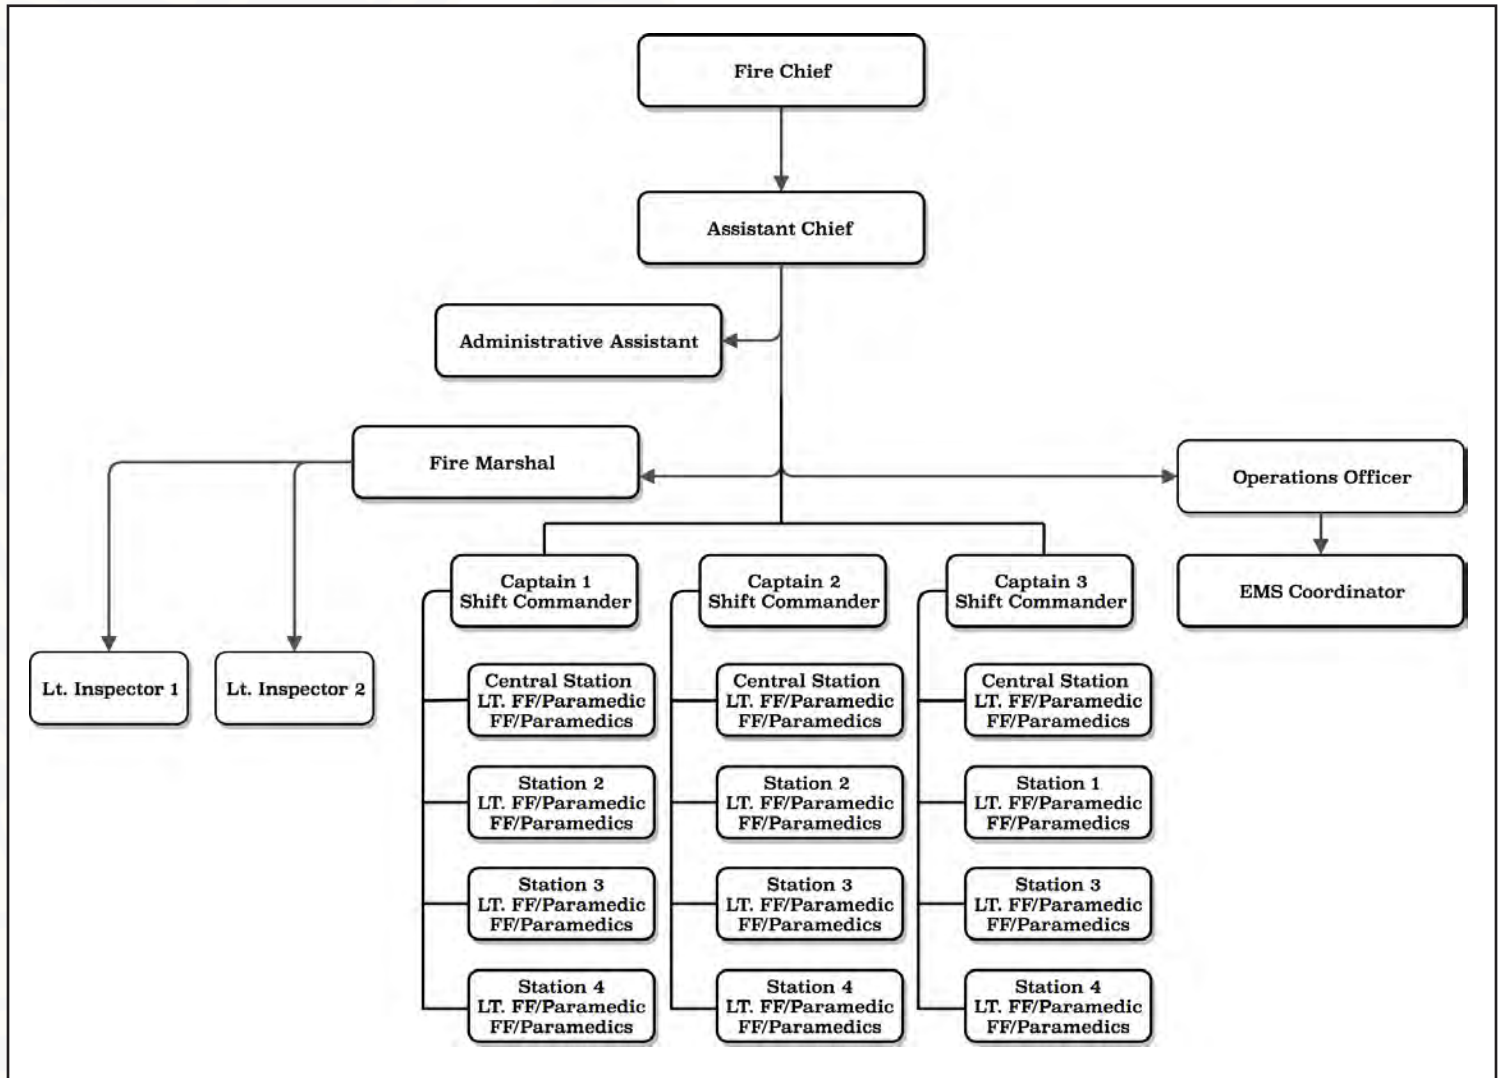 Fire Chief
Assistant Chief
Administrative Assistant
Fire Marshal
Operations Officer
EMS Coordinator
Lt. Inspector 1
Lt. Inspector 2
Captain 1
Shift Commander
Central Station
LT. FF/Paramedic
FF/Paramedics
Station 2
LT. FF/Paramedic
FF/Paramedics
Station 3
LT. FF/Paramedic
FF/Paramedics
Station 4
LT. FF/Paramedic
FF/Paramedics
Captain 2
Shift Commander
Central Station
LT. FF/Paramedic
FF/Paramedics
Station 2
LT. FF/Paramedic
FF/Paramedics
Station 3
LT. FF/Paramedic
FF/Paramedics
Station 4
LT. FF/Paramedic
FF/Paramedics
Captain 3
Shift Commander
Central Station
LT. FF/Paramedic
FF/Paramedics
Station 1
LT. FF/Paramedic
FF/Paramedics
Station 3
LT. FF/Paramedic
FF/Paramedics
Station 4
LT. FF/Paramedic
FF/Paramedics